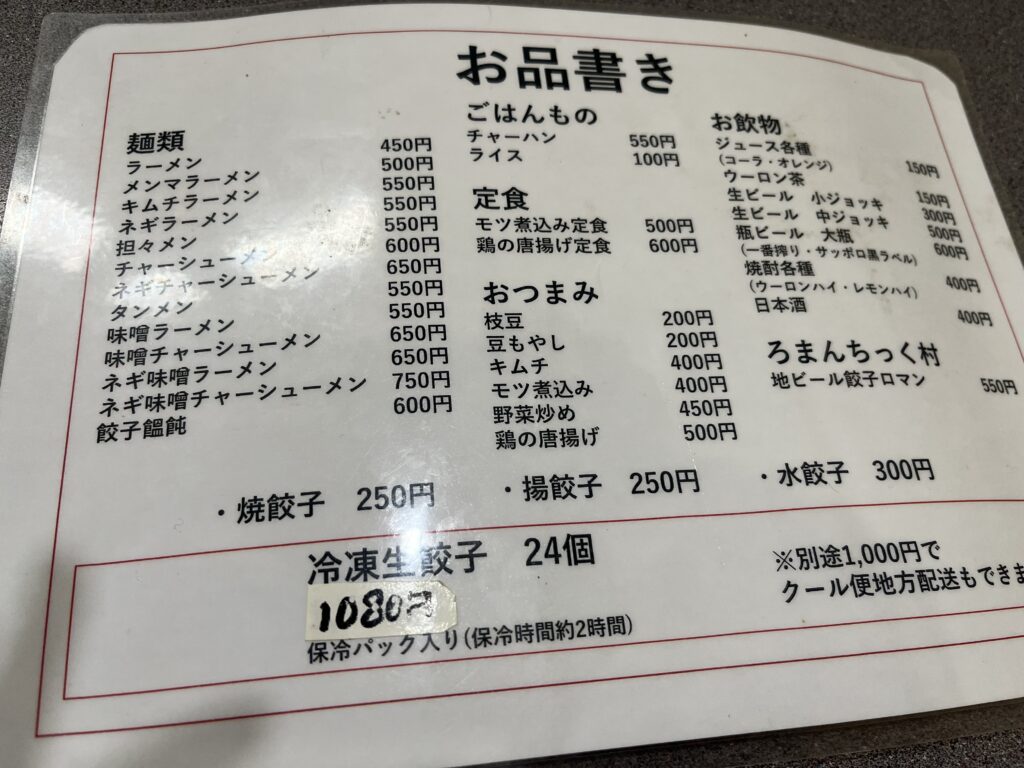 お品書き
麺類
ラーメン 450円
メンマラーメン 500円
キムチラーメン 550円
ネギラーメン 550円
担々メン 550円
チャーシューメン 600円
ネギチャーシューメン 650円
タンメン 550円
味噌ラーメン 550円
味噌チャーシューメン 650円
ネギ味噌ラーメン 650円
ネギ味噌チャーシューメン 750円
餃子饂飩 600円
ごはんもの
チャーハン 550円
ライス 100円
定食
モツ煮込み定食 500円
鶏の唐揚げ定食 600円
おつまみ
枝豆 200円
豆もやし 200円
キムチ 400円
モツ煮込み 400円
野菜炒め 450円
鶏の唐揚げ 500円
お飲物
ジュース各種
(コーラ・オレンジ) 150円
ウーロン茶 150円
生ビール 小ジョッキ 300円
生ビール 中ジョッキ 500円
瓶ビール 大瓶 600円
(一番搾り・サッポロ黒ラベル)
焼酎各種 400円
(ウーロンハイ・レモンハイ)
日本酒 400円
ろまんちっく村
地ビール餃子ロマン 550円
・焼餃子 250円 ・揚餃子 250円 ・水餃子 300円
冷凍生餃子 24個
1080円
保冷パック入り(保冷時間約2時間)
※別途1,000円で
クール便地方配送もできま